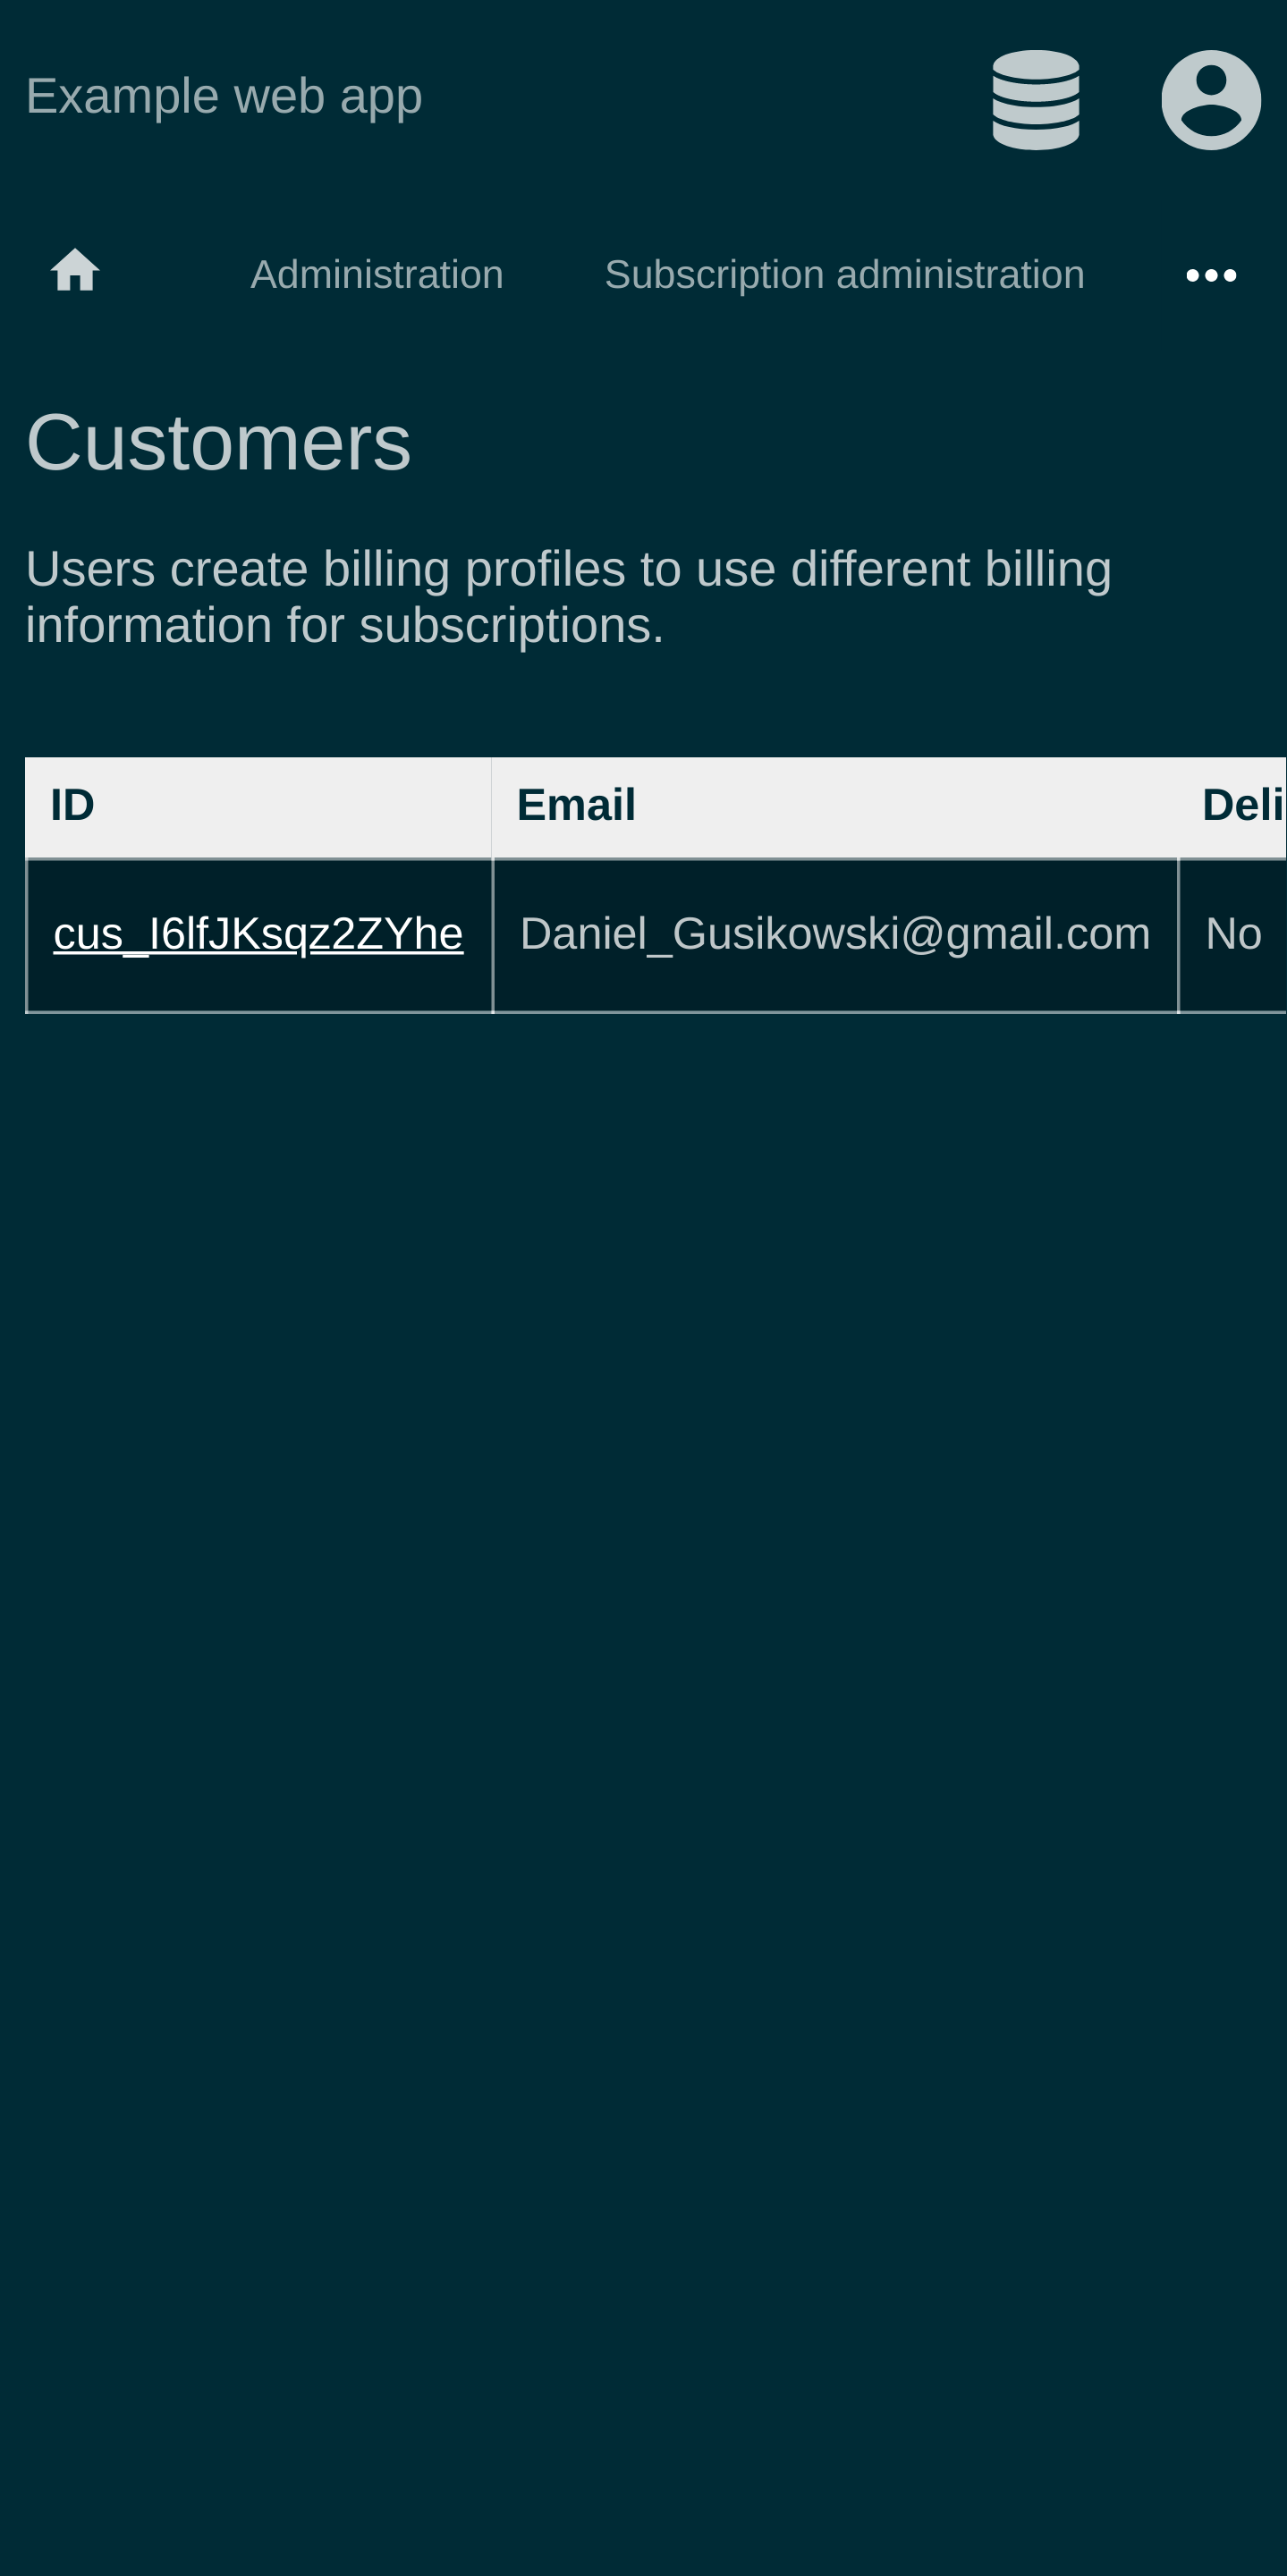 Example web app
Administration Subscription administration
Customers
Users create billing profiles to use different billing
information for subscriptions.
ID Email Deli
cus_I6lfJKsqz2ZYhe Daniel_Gusikowski@gmail.com No